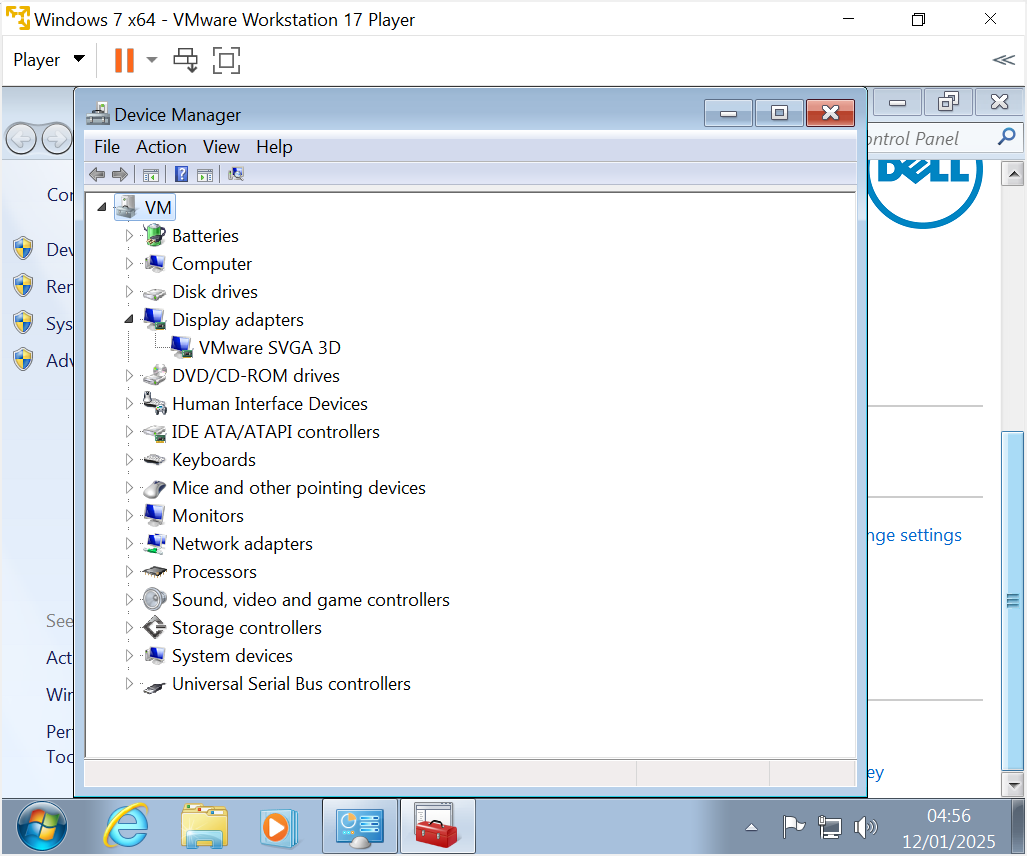 Windows 7 x64 - VMware Workstation 17 Player
Player
Device Manager
ontrol Panel
File Action View Help
DELL
Cor
Dev
Rer
Sys
Adv
VM
Batteries
Computer
Disk drives
Display adapters
VMware SVGA 3D
DVD/CD-ROM drives
Human Interface Devices
IDE ATA/ATAPI controllers
Keyboards
Mice and other pointing devices
Monitors
Network adapters
Processors
Sound, video and game controllers
Storage controllers
System devices
Universal Serial Bus controllers
nge settings
See
Act
Wir
Per
Too
ey
04:56
12/01/2025